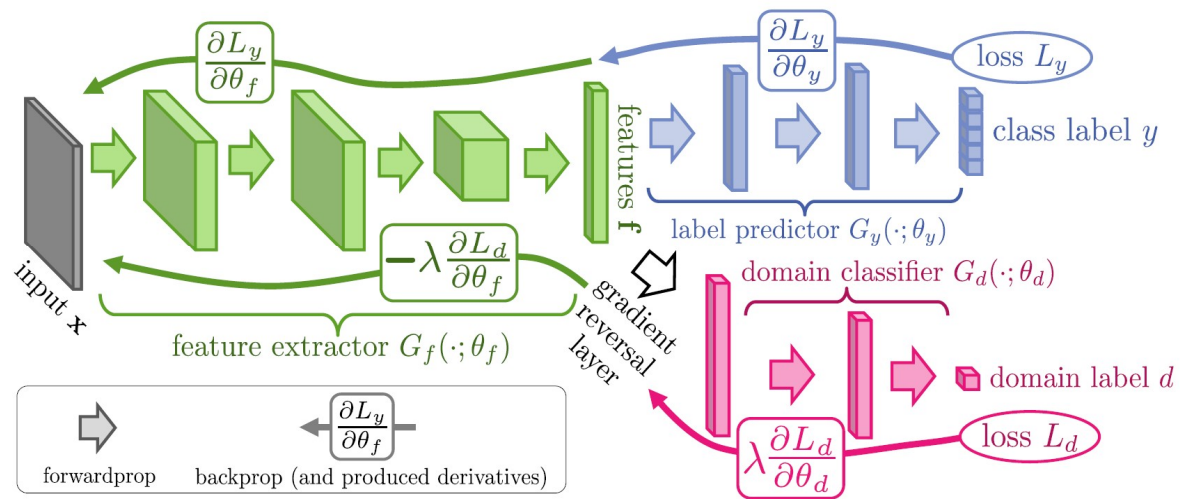 ∂L_y/∂θ_f
∂L_y/∂θ_y
loss L_y
input x
features f
class label y
label predictor G_y(·;θ_y)
-λ ∂L_d/∂θ_f
feature extractor G_f(·;θ_f)
gradient
reversal
layer
domain classifier G_d(·;θ_d)
domain label d
λ ∂L_d/∂θ_d
loss L_d
∂L_y/∂θ_f
forwardprop
backprop (and produced derivatives)